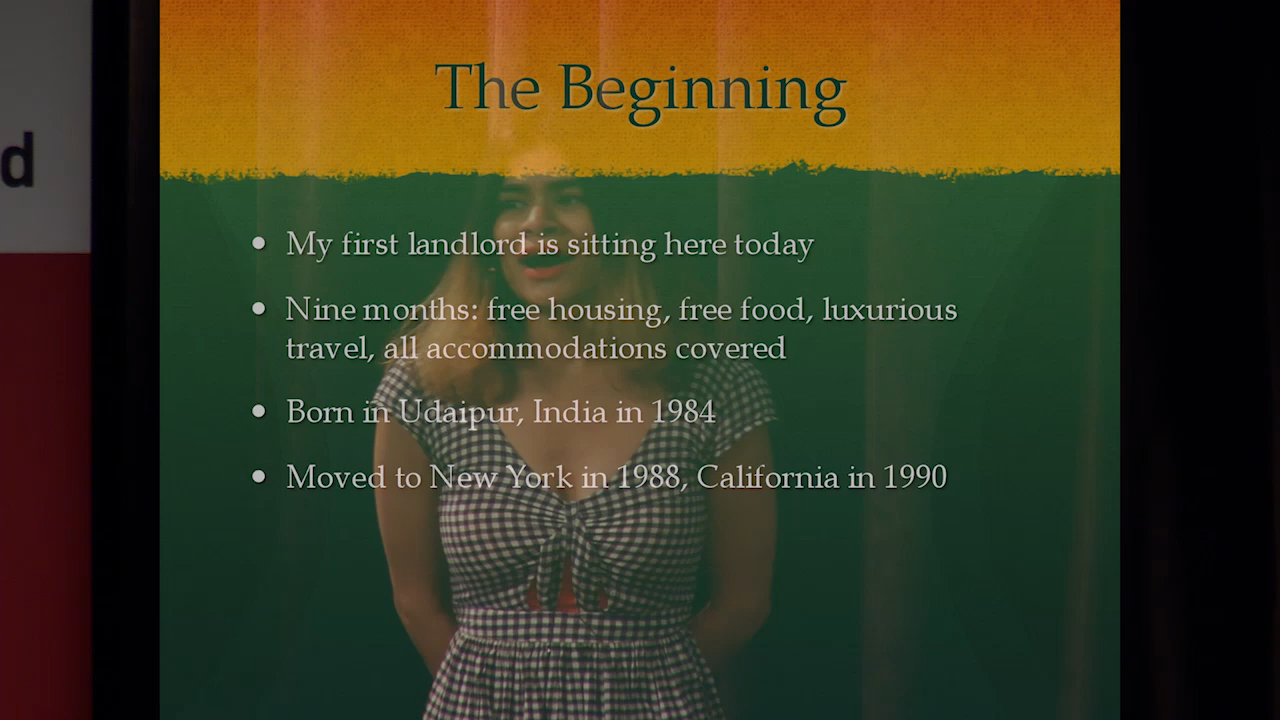 d
The Beginning
• My first landlord is sitting here today
• Nine months: free housing, free food, luxurious
travel, all accommodations covered
• Born in Udaipur, India in 1984
• Moved to New York in 1988, California in 1990